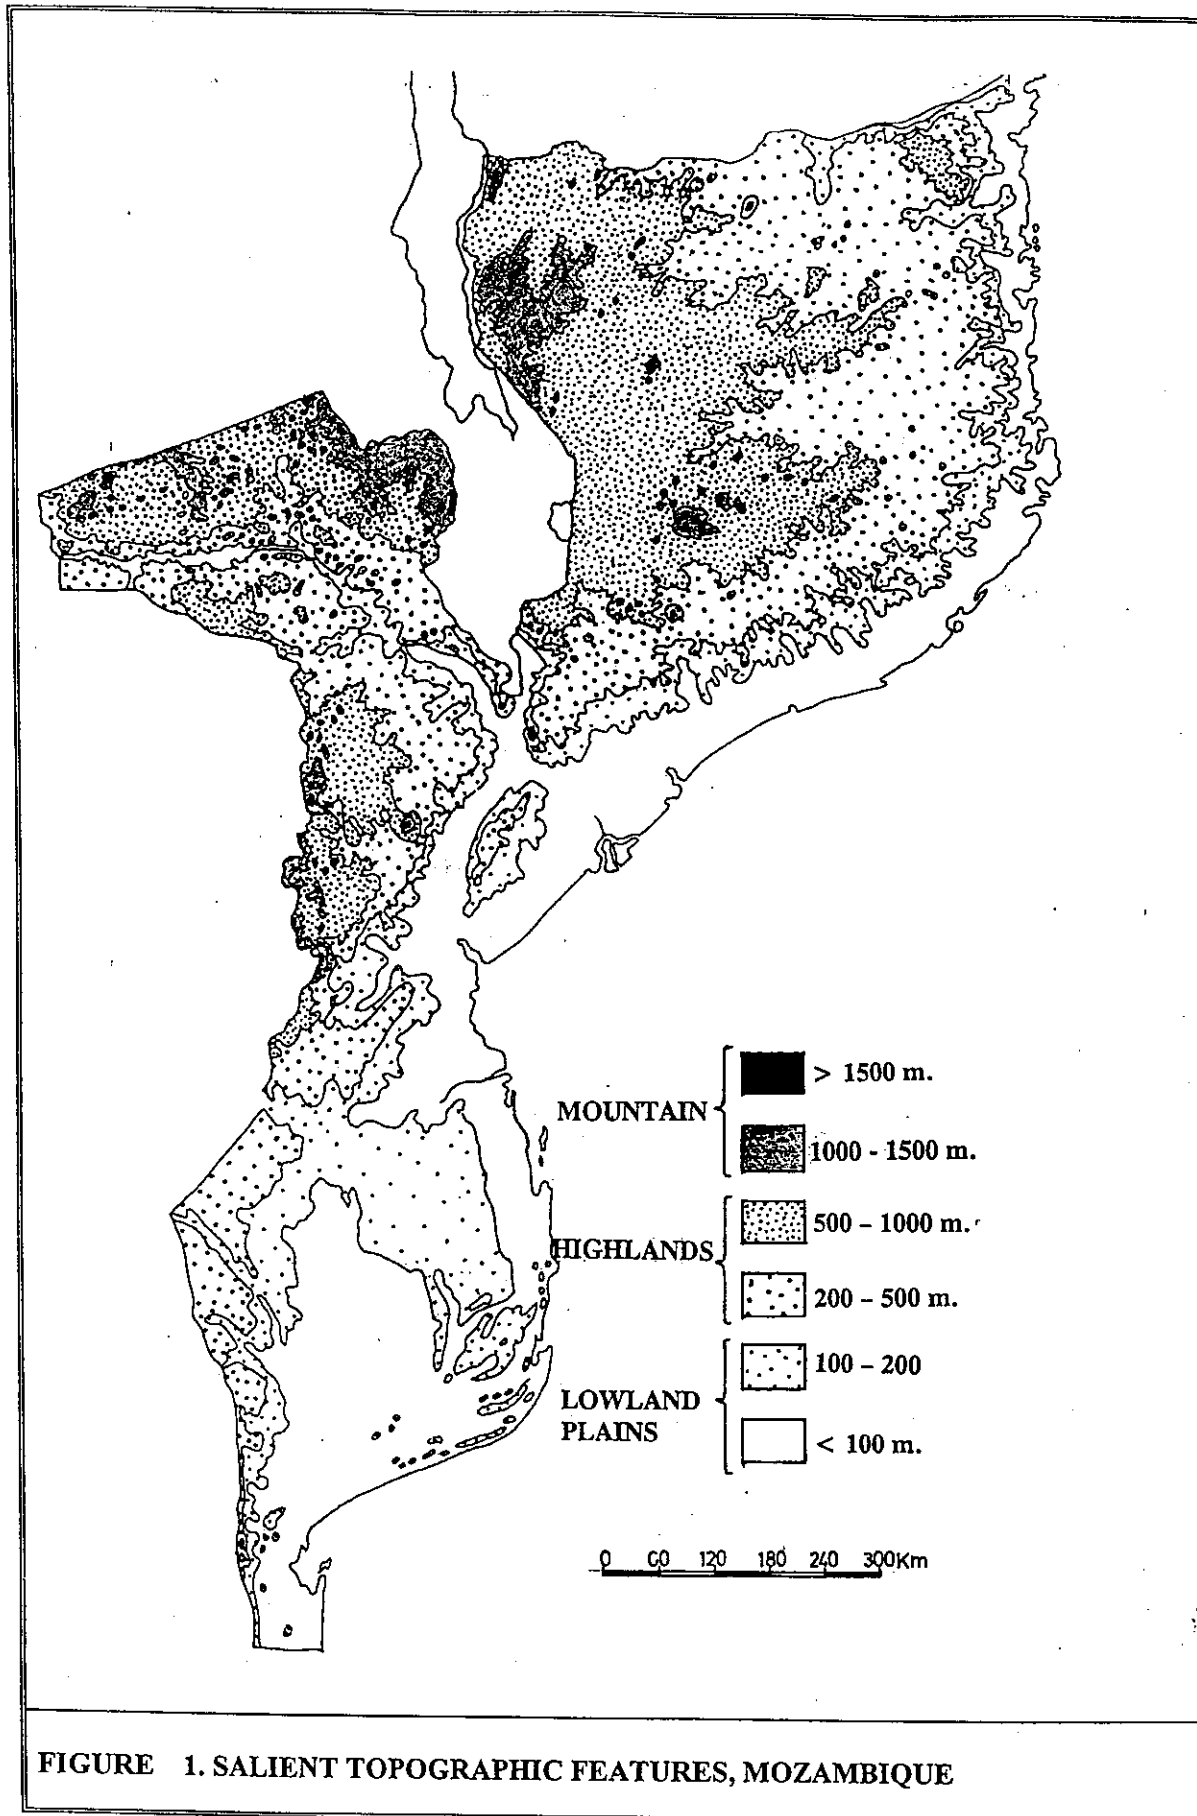 > 1500 m.
MOUNTAIN
1000 - 1500 m.
500 – 1000 m.
HIGHLANDS
200 – 500 m.
100 – 200
LOWLAND
PLAINS
< 100 m.
0 60 120 180 240 300Km
FIGURE 1. SALIENT TOPOGRAPHIC FEATURES, MOZAMBIQUE